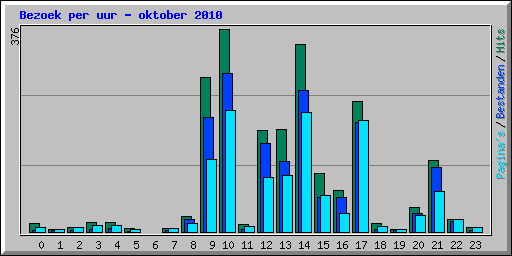 Bezoek per uur - oktober 2010
376
Pagina's / Bestanden / Hits
0 1 2 3 4 5 6 7 8 9 10 11 12 13 14 15 16 17 18 19 20 21 22 23